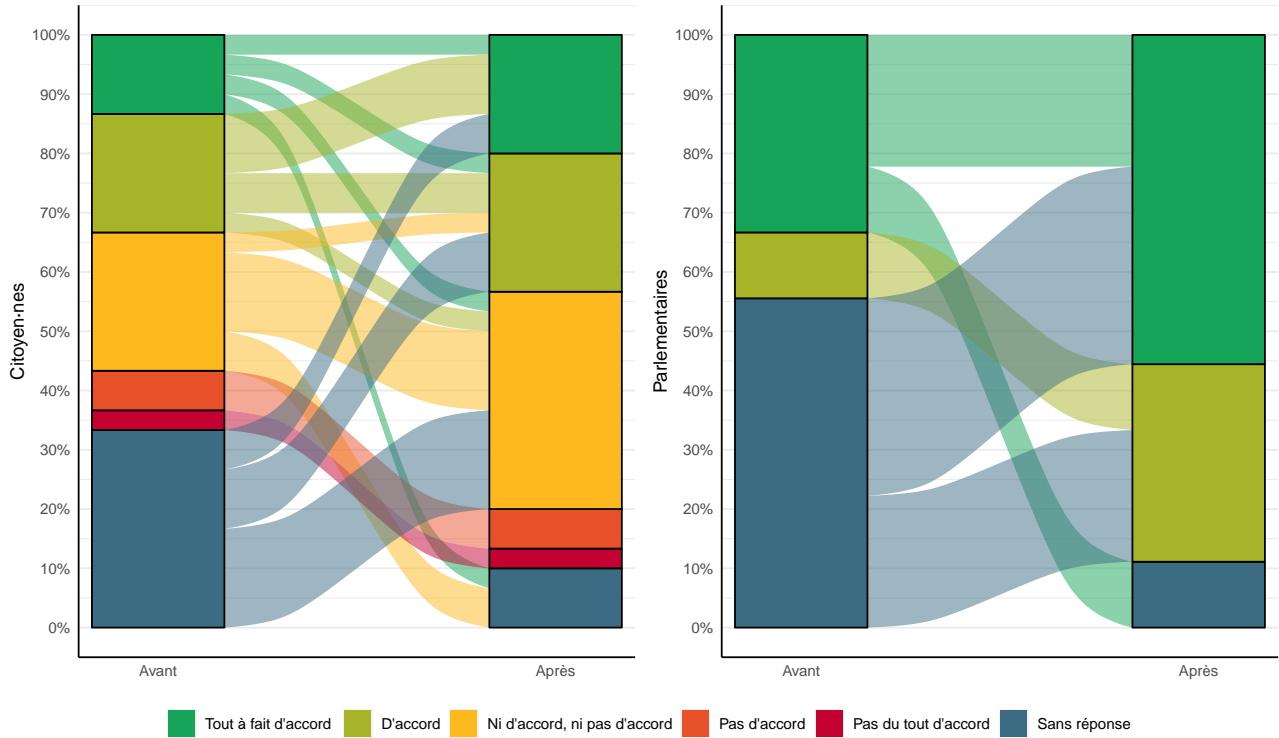 Citoyen·nes
100%
90%
80%
70%
60%
50%
40%
30%
20%
10%
0%
Avant
Après
Parlementaires
100%
90%
80%
70%
60%
50%
40%
30%
20%
10%
0%
Avant
Après
Tout à fait d'accord
D'accord
Ni d'accord, ni pas d'accord
Pas d'accord
Pas du tout d'accord
Sans réponse